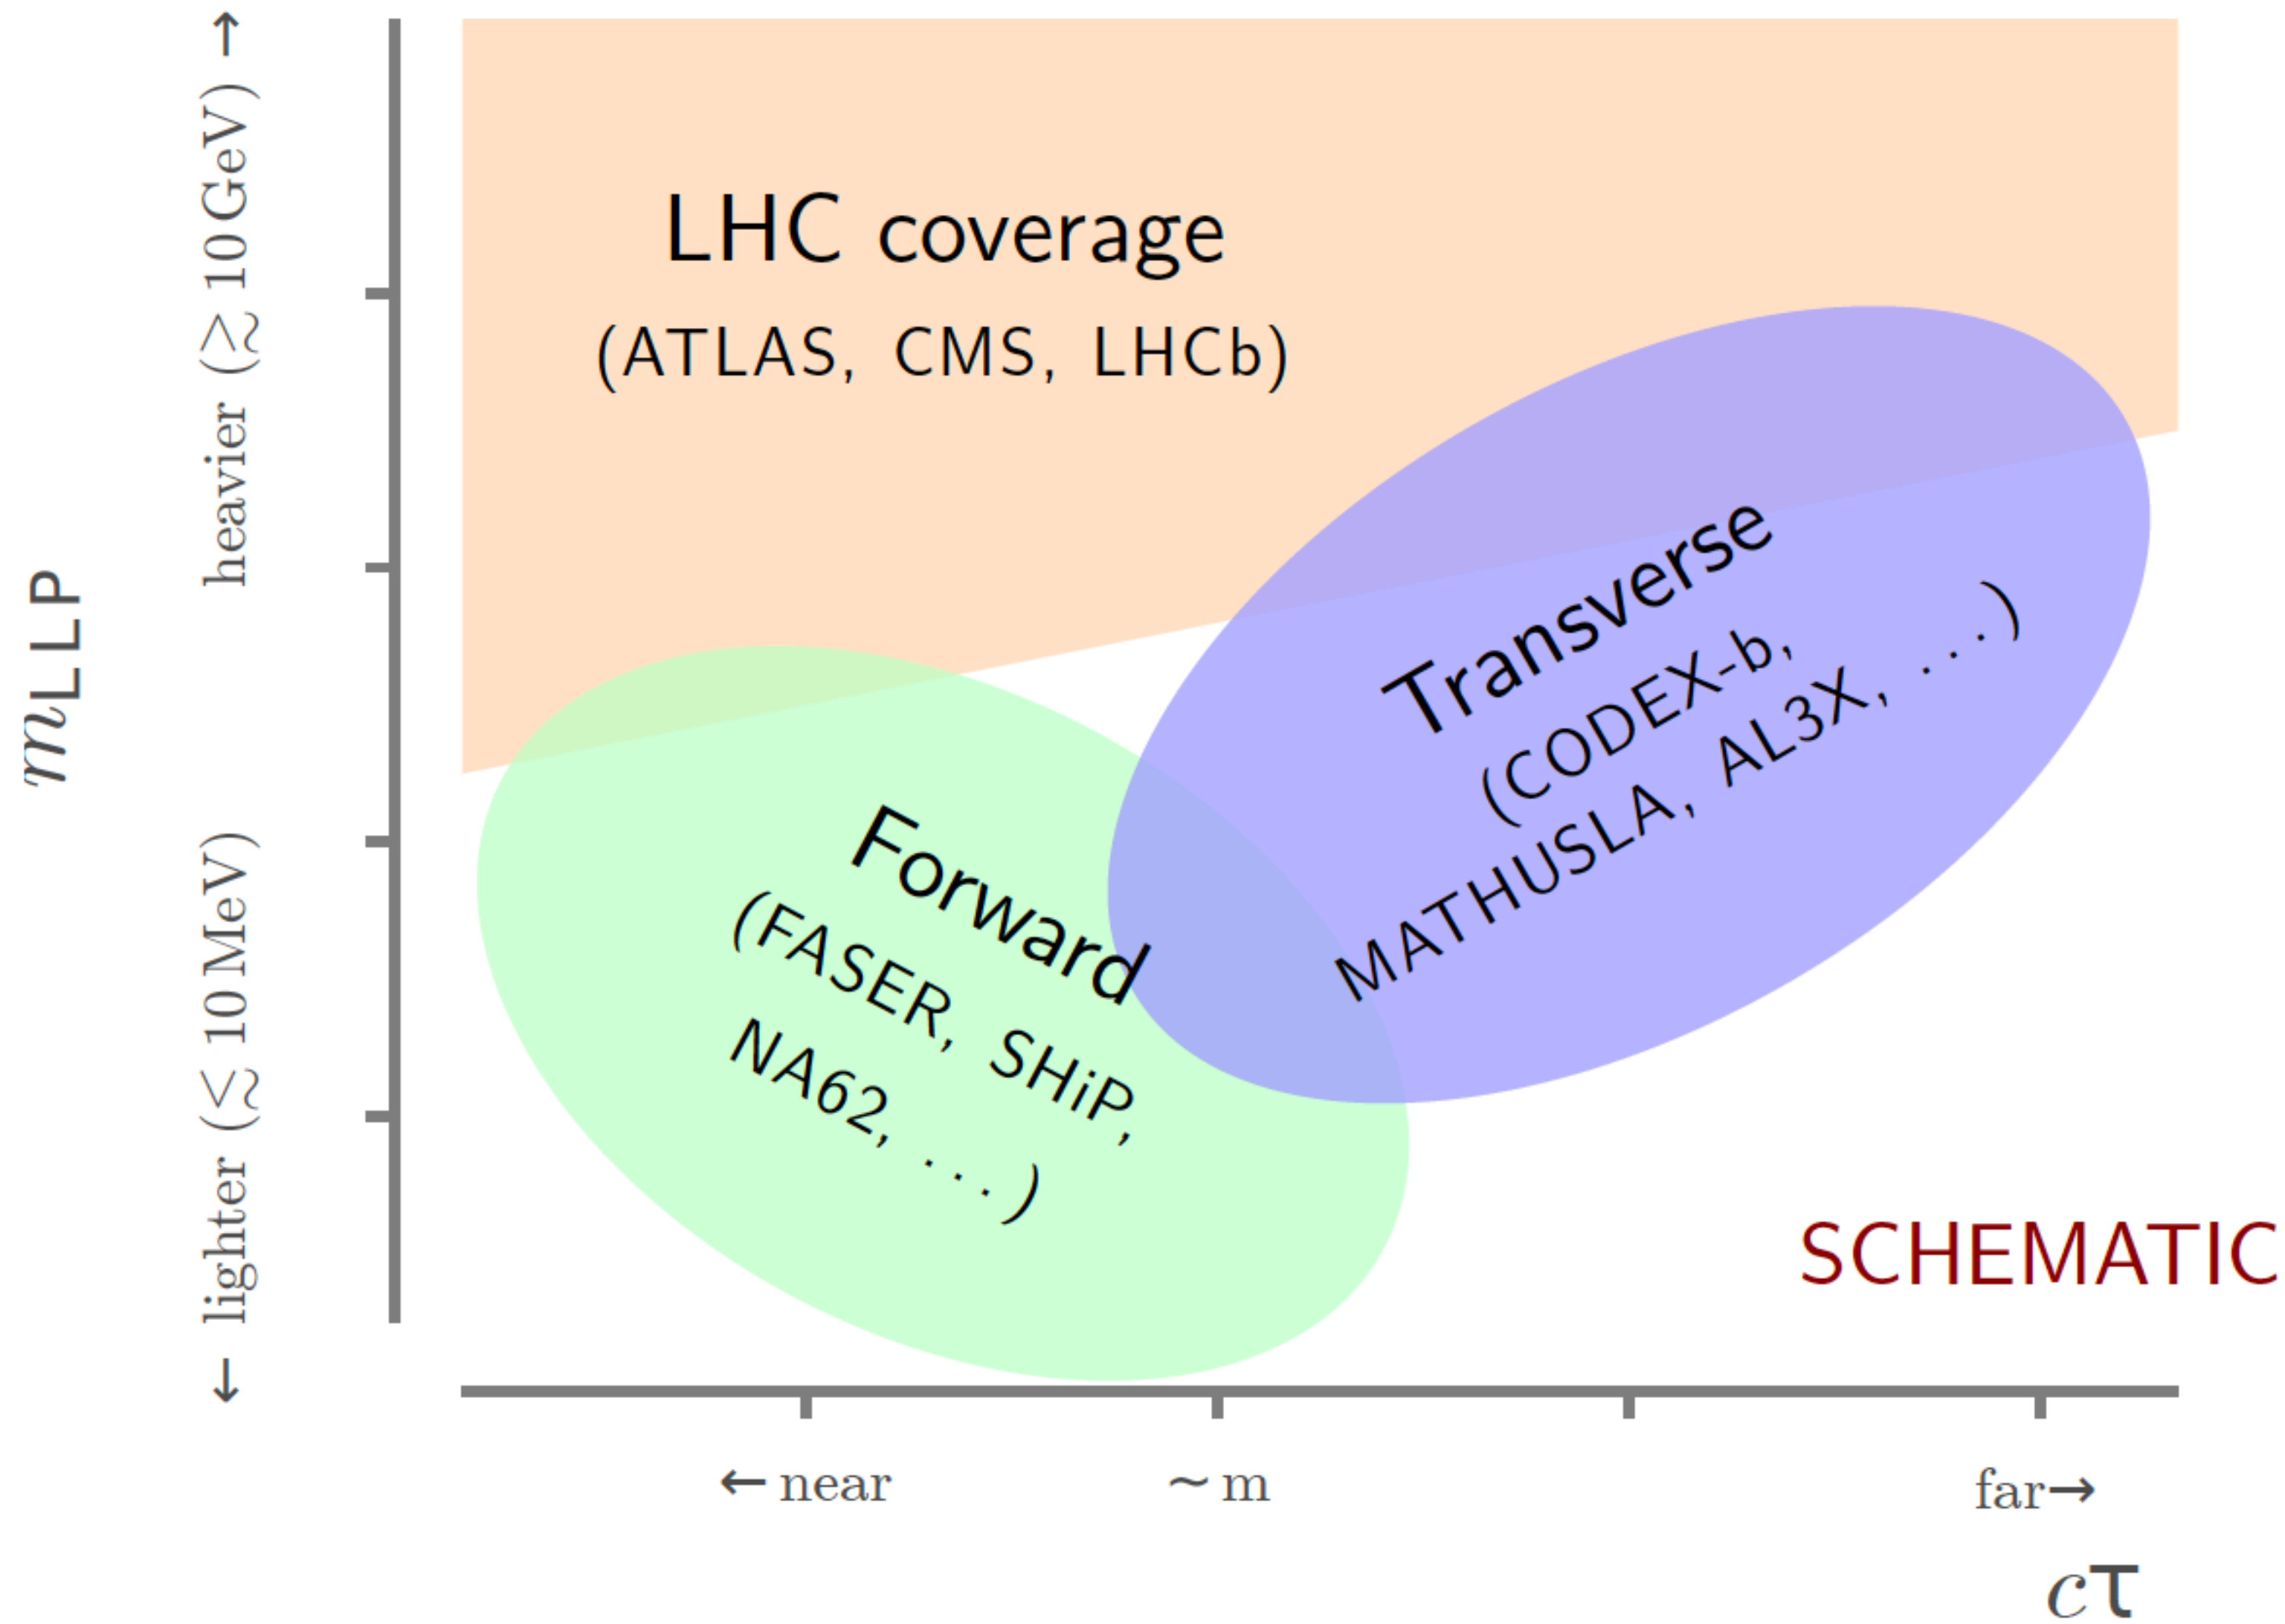 LHC coverage
(ATLAS, CMS, LHCb)
Transverse
(CODEX-b,
MATHUSLA, AL3X, ...)
Forward
(FASER, SHiP,
NA62, ...)
SCHEMATIC
m_LLP
heavier (≳ 10 GeV) →
← lighter (≲ 10 MeV)
← near
∼ m
far→
cτ